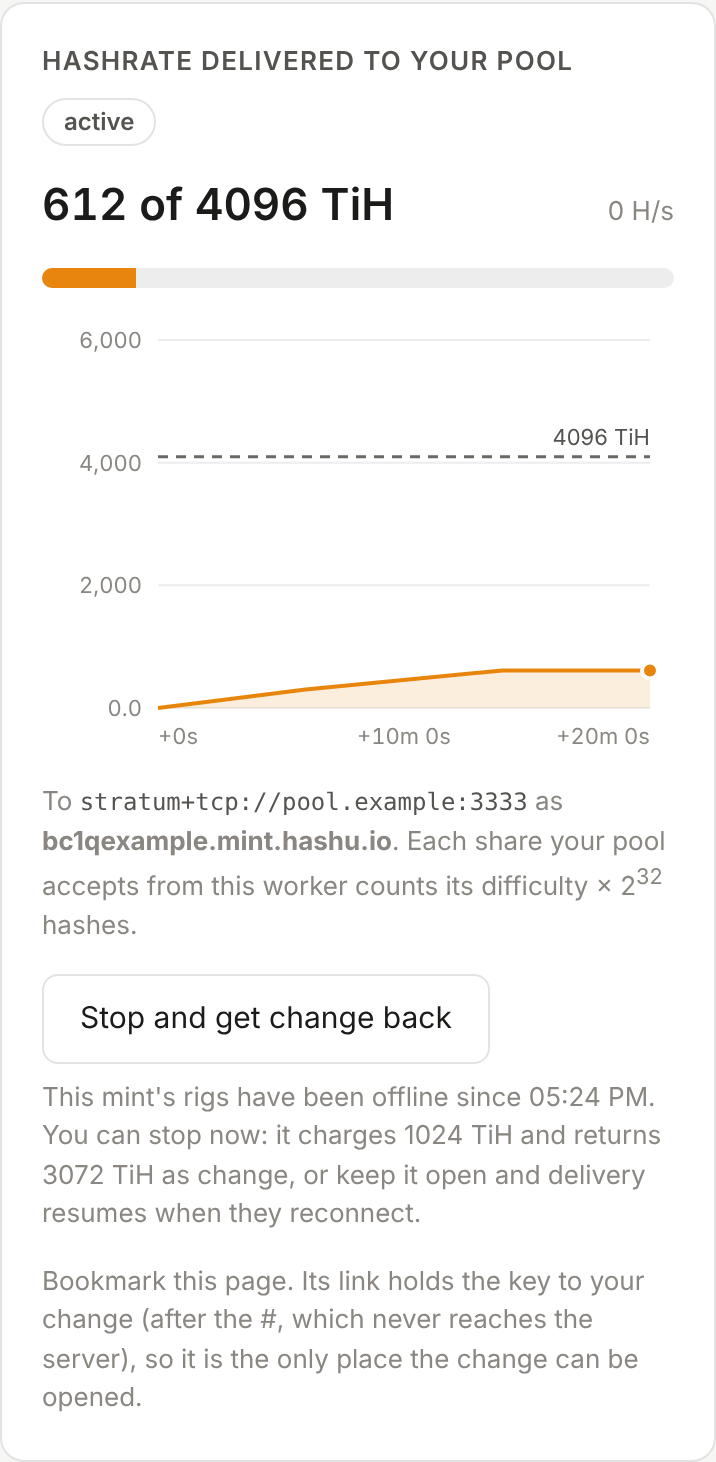 HASHRATE DELIVERED TO YOUR POOL
active
612 of 4096 TiH
0 H/s
6,000
4096 TiH
4,000
2,000
0.0
+0s
+10m 0s
+20m 0s
To stratum+tcp://pool.example:3333 as
bc1qexample.mint.hashu.io. Each share your pool
accepts from this worker counts its difficulty × 2³²
hashes.
Stop and get change back
This mint's rigs have been offline since 05:24 PM.
You can stop now: it charges 1024 TiH and returns
3072 TiH as change, or keep it open and delivery
resumes when they reconnect.
Bookmark this page. Its link holds the key to your
change (after the #, which never reaches the
server), so it is the only place the change can be
opened.